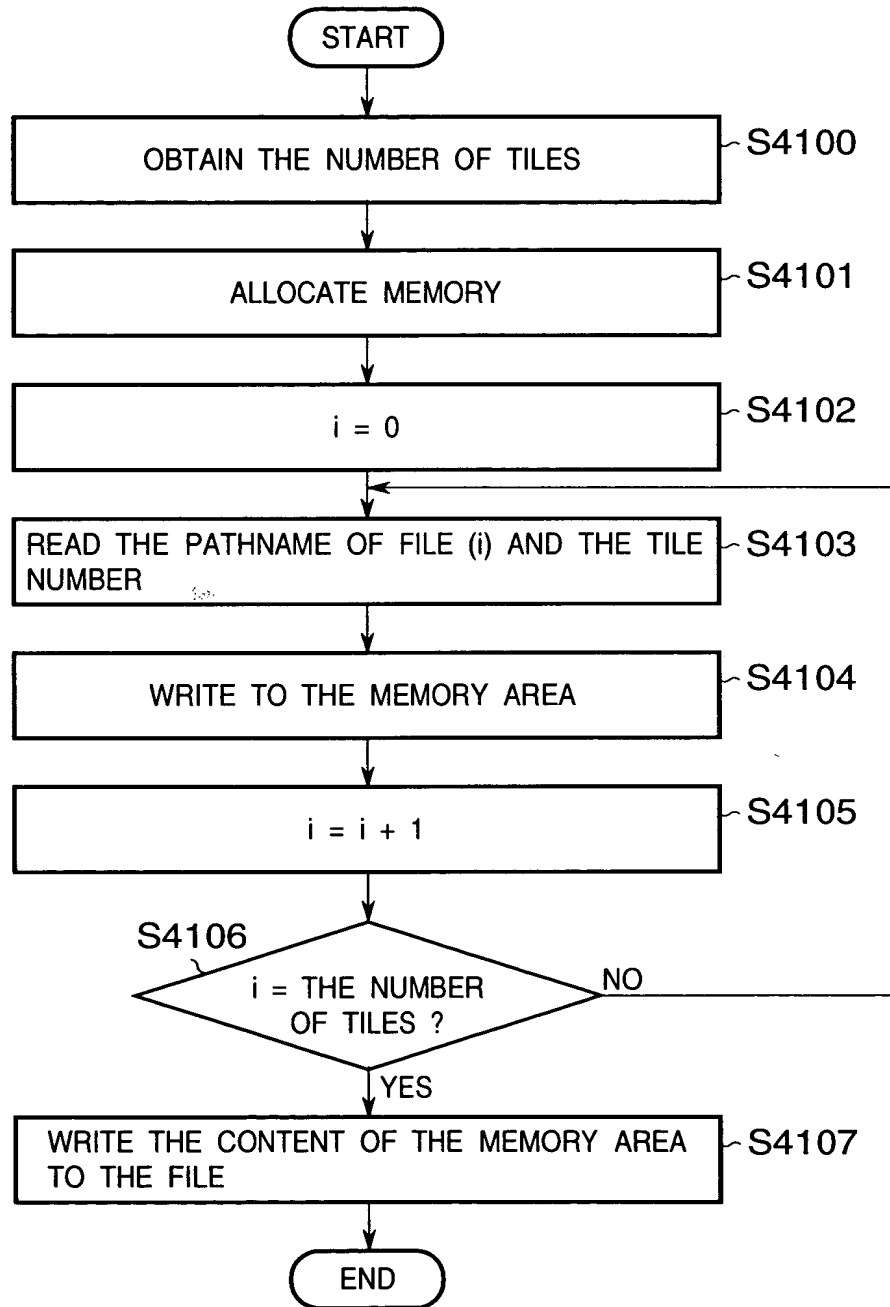 START
OBTAIN THE NUMBER OF TILES
S4100
ALLOCATE MEMORY
S4101
i = 0
S4102
READ THE PATHNAME OF FILE (i) AND THE TILE
NUMBER
S4103
WRITE TO THE MEMORY AREA
S4104
i = i + 1
S4105
S4106
i = THE NUMBER
OF TILES ?
NO
YES
WRITE THE CONTENT OF THE MEMORY AREA
TO THE FILE
S4107
END